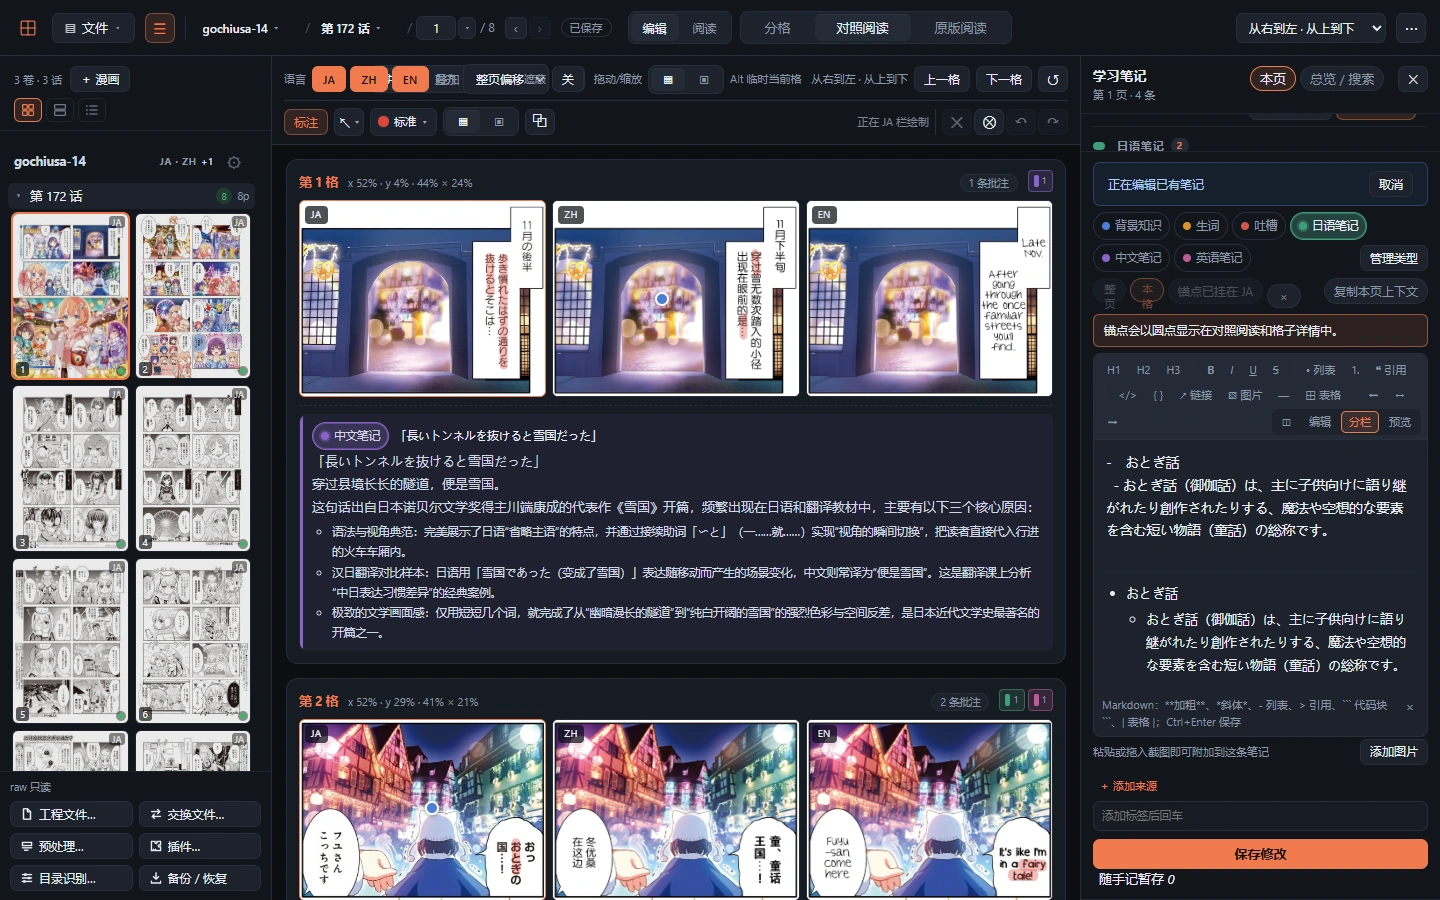 文件
gochiusa-14
/
第 172 话
/
1
/ 8
已保存
编辑
阅读
分格
对照阅读
原版阅读
从右到左 · 从上到下
3 卷 · 3 话
+ 漫画
gochiusa-14
JA · ZH +1
第 172 话
8
8p
JA
1
JA
2
JA
3
JA
4
JA
5
JA
6
JA
JA
raw 只读
工程文件...
交换文件...
预处理...
插件...
目录识别...
备份 / 恢复
语言
JA
ZH
EN
整页偏移
关
拖动/缩放
Alt 临时当前格
从右到左 · 从上到下
上一格
下一格
标注
标准
正在 JA 栏绘制
第 1 格
x 52% · y 4% · 44% × 24%
1 条批注
1
JA
11月の後半
歩き慣れたはずの通りを
抜けるとそこは…
ZH
11月下半旬
穿过曾无数次踏入的小径
出现在眼前的是…
EN
Late
Nov.
After
going
through
the once
familiar
streets
you'll
find...
中文笔记
「長いトンネルを抜けると雪国だった」
「長いトンネルを抜けると雪国だった」
穿过县境长长的隧道，便是雪国。
这句话出自日本诺贝尔文学奖得主川端康成的代表作《雪国》开篇，频繁出现在日语和翻译教材中，主要有以下三个核心原因：
语法与视角典范：完美展示了日语“省略主语”的特点，并通过接续助词「～と」（一……就……）实现“视角的瞬间切换”，把读者直接代入行进
的火车车厢内。
汉日翻译对比样本：日语用「雪国であった（变成了雪国）」表达随移动而产生的场景变化，中文则常译为“便是雪国”。这是翻译课上分析
“中日表达习惯差异”的经典案例。
极致的文学画面感：仅用短短几个词，就完成了从“幽暗漫长的隧道”到“纯白开阔的雪国”的强烈色彩与空间反差，是日本近代文学史最著名的
开篇之一。
第 2 格
x 52% · y 29% · 41% × 21%
2 条批注
1
1
JA
おっ
おとぎの
国…！
フユさん
こっちです
ZH
童、童话
王国…！
冬优桑
在这边
EN
Fuyu
-san
come
here
It's like I'm
in a fairy
tale!
学习笔记
第 1 页 · 4 条
本页
总览 / 搜索
日语笔记
2
正在编辑已有笔记
取消
背景知识
生词
吐槽
日语笔记
中文笔记
英语笔记
管理类型
整页
本格
锚点已挂在 JA
×
复制本页上下文
锚点会以圆点显示在对照阅读和格子详情中。
H1
H2
H3
B
I
U
S
• 列表
1.
❝ 引用
</>
{ }
↗ 链接
图片
—
表格
编辑
分栏
预览
- おとぎ話
- おとぎ話（御伽話）は、主に子供向けに語り継
がれたり創作されたりする、魔法や空想的な要素
を含む短い物語（童話）の総称です。
おとぎ話
おとぎ話（御伽話）は、主に子供向けに語り
継がれたり創作されたりする、魔法や空想的
な要素を含む短い物語（童話）の総称です。
Markdown：**加粗**、*斜体*、- 列表、> 引用、``` 代码块
```、| 表格 |；Ctrl+Enter 保存
×
粘贴或拖入截图即可附加到这条笔记
添加图片
+ 添加来源
添加标签后回车
保存修改
随手记暂存 0